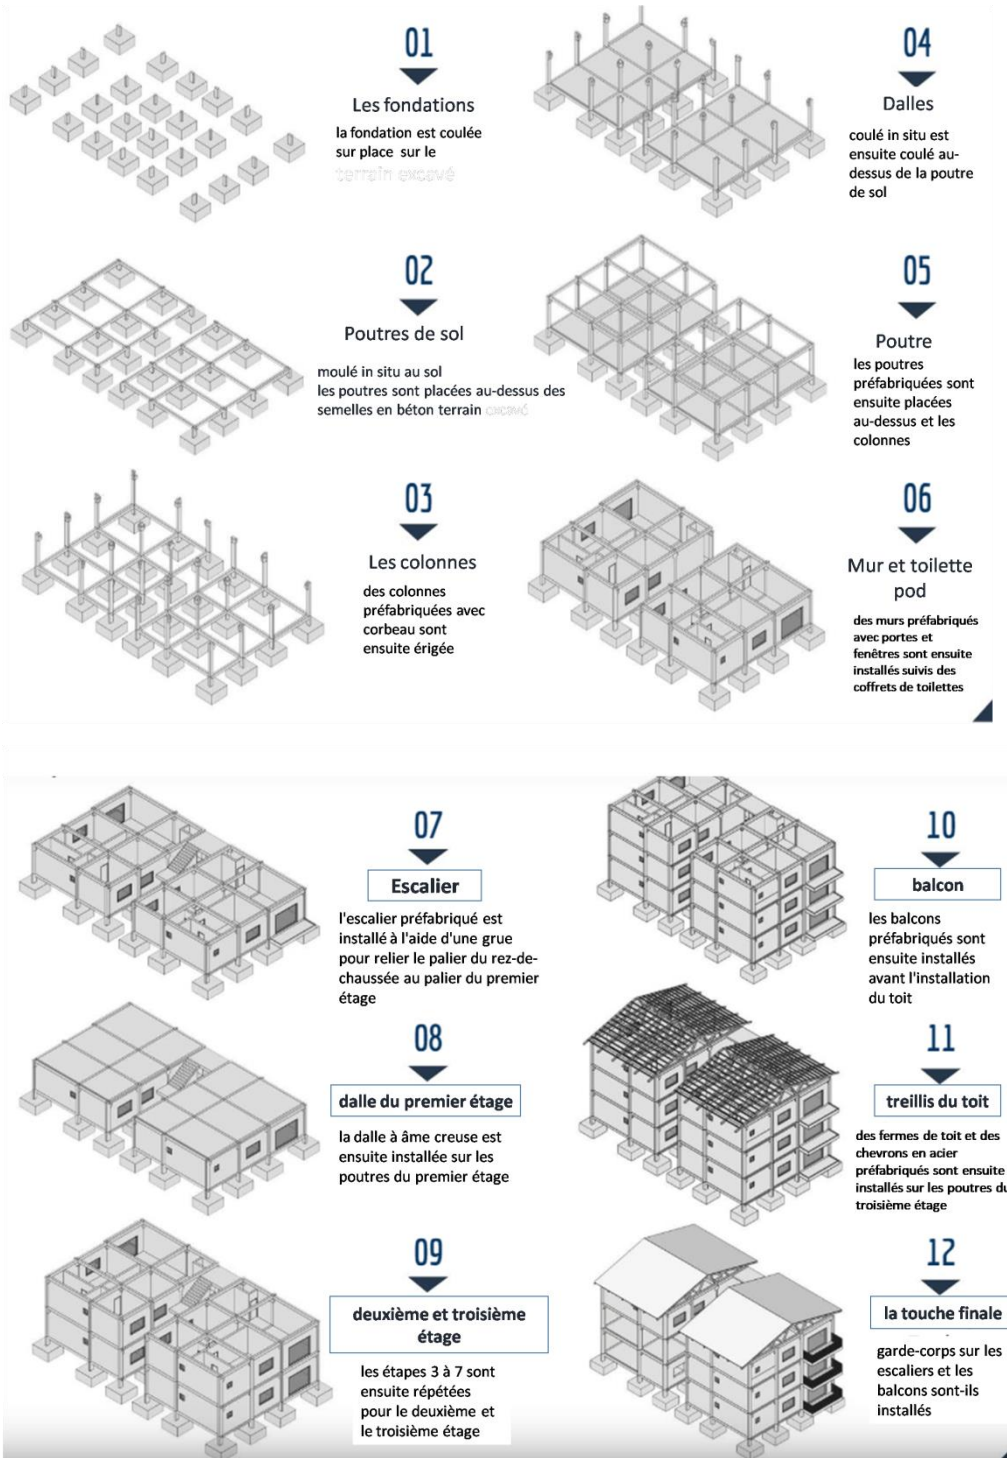 01
Les fondations
la fondation est coulée
sur place sur le
terrain excavé
02
Poutres de sol
moulé in situ au sol
les poutres sont placées au-dessus des
semelles en béton terrain excavé
03
Les colonnes
des colonnes
préfabriquées avec
corbeau sont
ensuite érigée
04
Dalles
coulé in situ est
ensuite coulé au-
dessus de la poutre
de sol
05
Poutre
les poutres
préfabriquées sont
ensuite placées
au-dessus et les
colonnes
06
Mur et toilette
pod
des murs préfabriqués
avec portes et
fenêtres sont ensuite
installés suivis des
coffrets de toilettes
07
Escalier
l'escalier préfabriqué est
installé à l'aide d'une grue
pour relier le palier du rez-de-
chaussée au palier du premier
étage
08
dalle du premier étage
la dalle à âme creuse est
ensuite installée sur les
poutres du premier étage
09
deuxième et troisième
étage
les étapes 3 à 7 sont
ensuite répétées
pour le deuxième et
le troisième étage
10
balcon
les balcons
préfabriqués sont
ensuite installés
avant l'installation
du toit
11
treillis du toit
des fermes de toit et des
chevrons en acier
préfabriqués sont ensuite
installés sur les poutres du
troisième étage
12
la touche finale
garde-corps sur les
escaliers et les
balcons sont-ils
installés